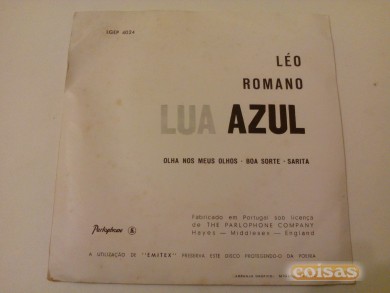 LÉO
ROMANO
LUA AZUL
OLHA NOS MEUS OLHOS · BOA SORTE · SARITA
Fabricado em Portugal sob licença
de THE PARLOPHONE COMPANY
Hayes — Middlesex — England
Parlophone
A UTILIZAÇÃO DE "EMITEX" PRESERVA ESTE DISCO PROTEGENDO-O DA POEIRA
coisas